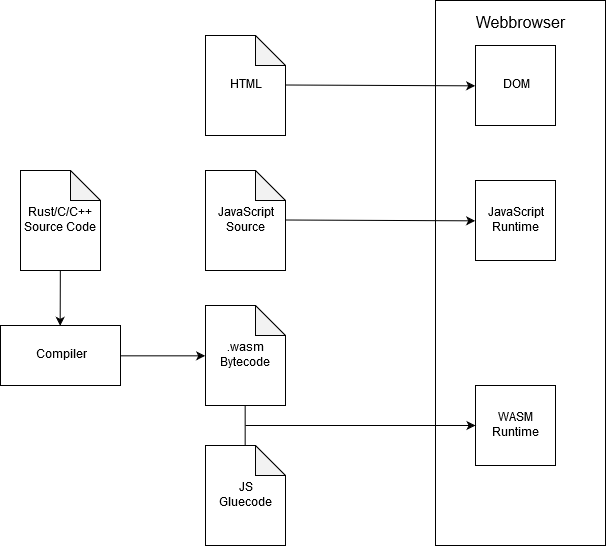 Webbrowser
HTML
DOM
Rust/C/C++
Source Code
JavaScript
Source
JavaScript
Runtime
Compiler
.wasm
Bytecode
WASM
Runtime
JS
Gluecode